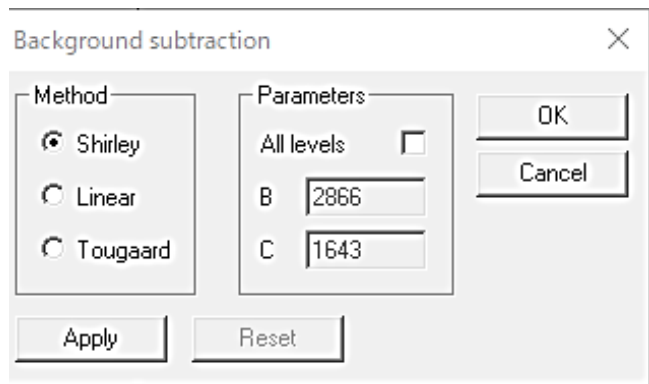 Background subtraction
Method
Shirley
Linear
Tougaard
Parameters
All levels
B 2866
C 1643
OK
Cancel
Apply
Reset